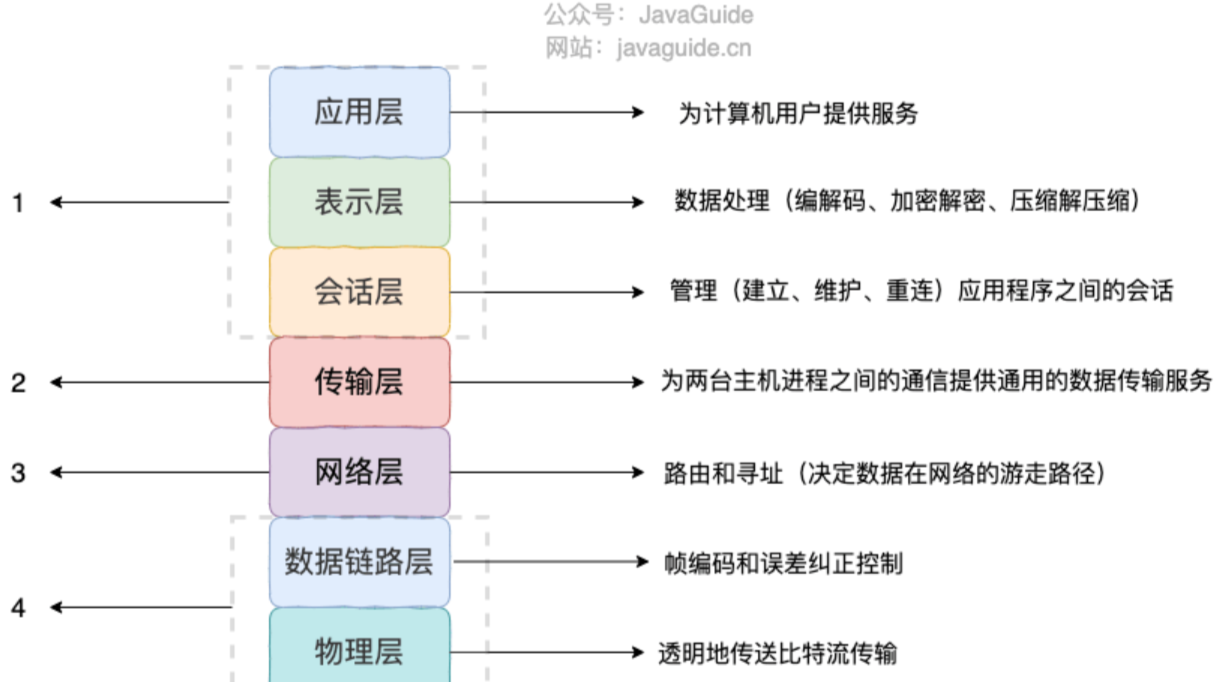 公众号：JavaGuide
网站：javaguide.cn
应用层
为计算机用户提供服务
1
表示层
数据处理（编解码、加密解密、压缩解压缩）
会话层
管理（建立、维护、重连）应用程序之间的会话
2
传输层
为两台主机进程之间的通信提供通用的数据传输服务
3
网络层
路由和寻址（决定数据在网络的游走路径）
数据链路层
帧编码和误差纠正控制
4
物理层
透明地传送比特流传输